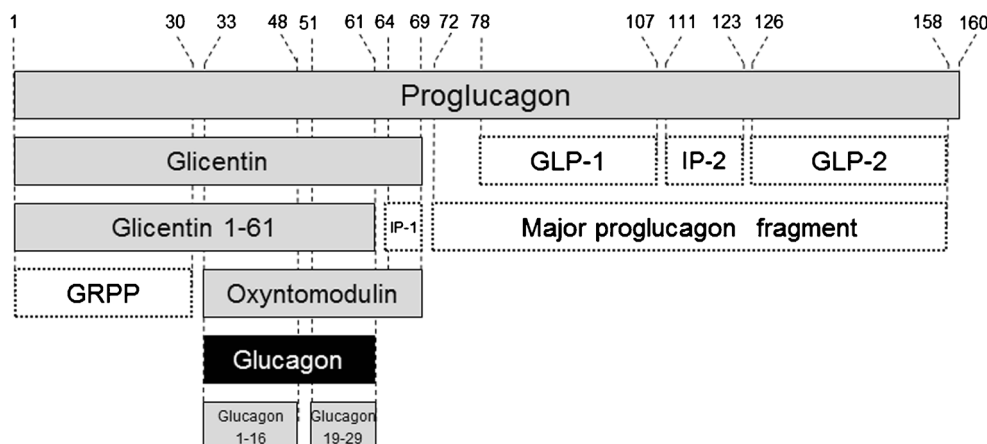 1 30 33 48 51 61 64 69 72 78 107 111 123 126 158 160
Proglucagon
Glicentin GLP-1 IP-2 GLP-2
Glicentin 1-61 IP-1 Major proglucagon fragment
GRPP Oxyntomodulin
Glucagon
Glucagon Glucagon
1-16 19-29